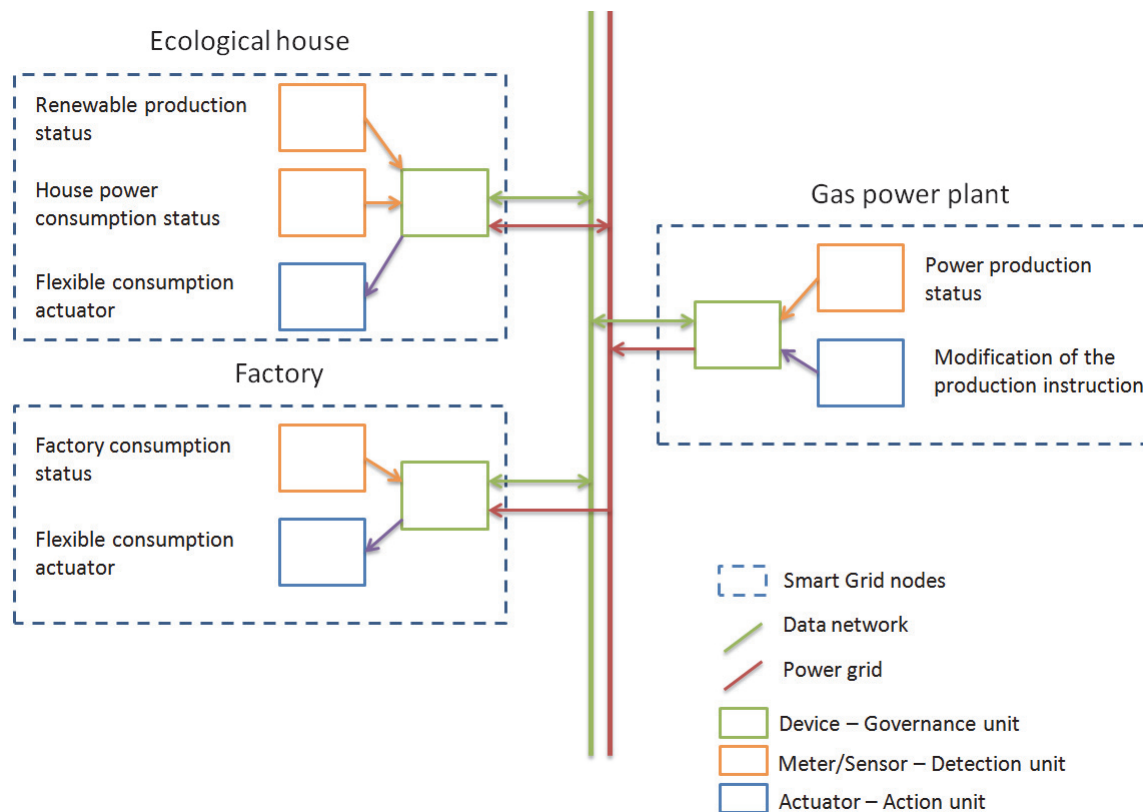 Ecological house
Renewable production
status
House power
consumption status
Flexible consumption
actuator
Factory
Factory consumption
status
Flexible consumption
actuator
Gas power plant
Power production
status
Modification of the
production instruction
Smart Grid nodes
Data network
Power grid
Device – Governance unit
Meter/Sensor – Detection unit
Actuator – Action unit